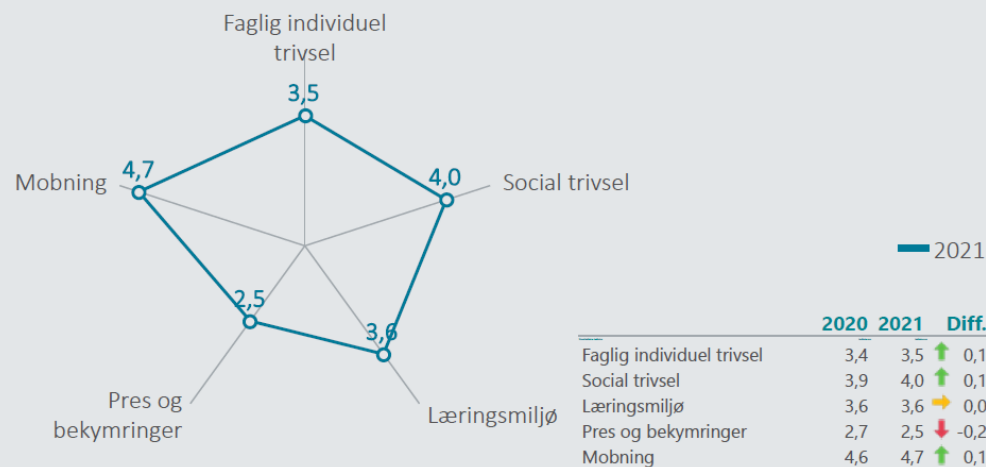 Faglig individuel
trivsel
3,5
4,7
Mobning
4,0
Social trivsel
2021
2,5
3,6
Pres og
bekymringer
Læringsmiljø
2020 2021 Diff.
Faglig individuel trivsel 3,4 3,5 0,1
Social trivsel 3,9 4,0 0,1
Læringsmiljø 3,6 3,6 0,0
Pres og bekymringer 2,7 2,5 -0,2
Mobning 4,6 4,7 0,1